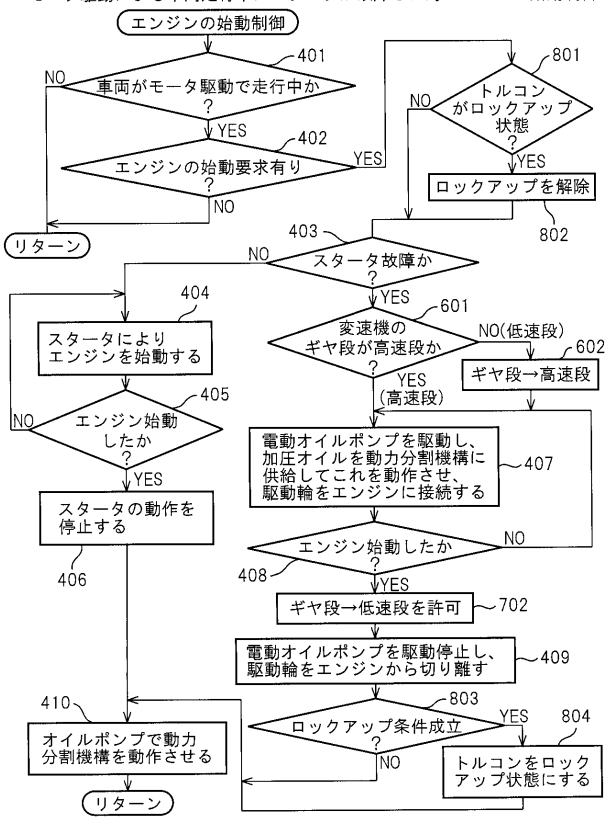 エンジンの始動制御
401
車両がモータ駆動で走行中か
?
NO
YES
402
エンジンの始動要求有り
?
YES
NO
リターン
801
トルコン
がロックアップ
状態
?
NO
YES
ロックアップを解除
802
403
スタータ故障か
?
NO
YES
404
スタータにより
エンジンを始動する
405
エンジン始動
したか
?
NO
YES
スタータの動作を
停止する
406
601
変速機の
ギヤ段が高速段か
?
NO(低速段)
602
ギヤ段→高速段
YES
(高速段)
電動オイルポンプを駆動し、
加圧オイルを動力分割機構に
供給してこれを動作させ、
駆動輪をエンジンに接続する
407
エンジン始動したか
?
NO
408
YES
ギヤ段→低速段を許可
702
電動オイルポンプを駆動停止し、
駆動輪をエンジンから切り離す
409
803
ロックアップ条件成立
?
YES
NO
804
トルコンをロック
アップ状態にする
410
オイルポンプで動力
分割機構を動作させる
リターン